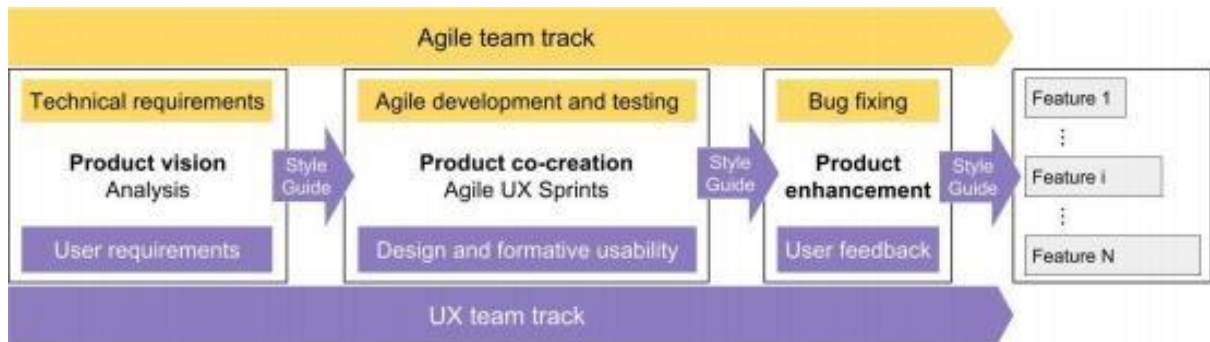 Agile team track
Technical requirements
Product vision
Analysis
User requirements
Style
Guide
Agile development and testing
Product co-creation
Agile UX Sprints
Design and formative usability
Style
Guide
Bug fixing
Product
enhancement
User feedback
Style
Guide
Feature 1
⋮
Feature i
⋮
Feature N
UX team track